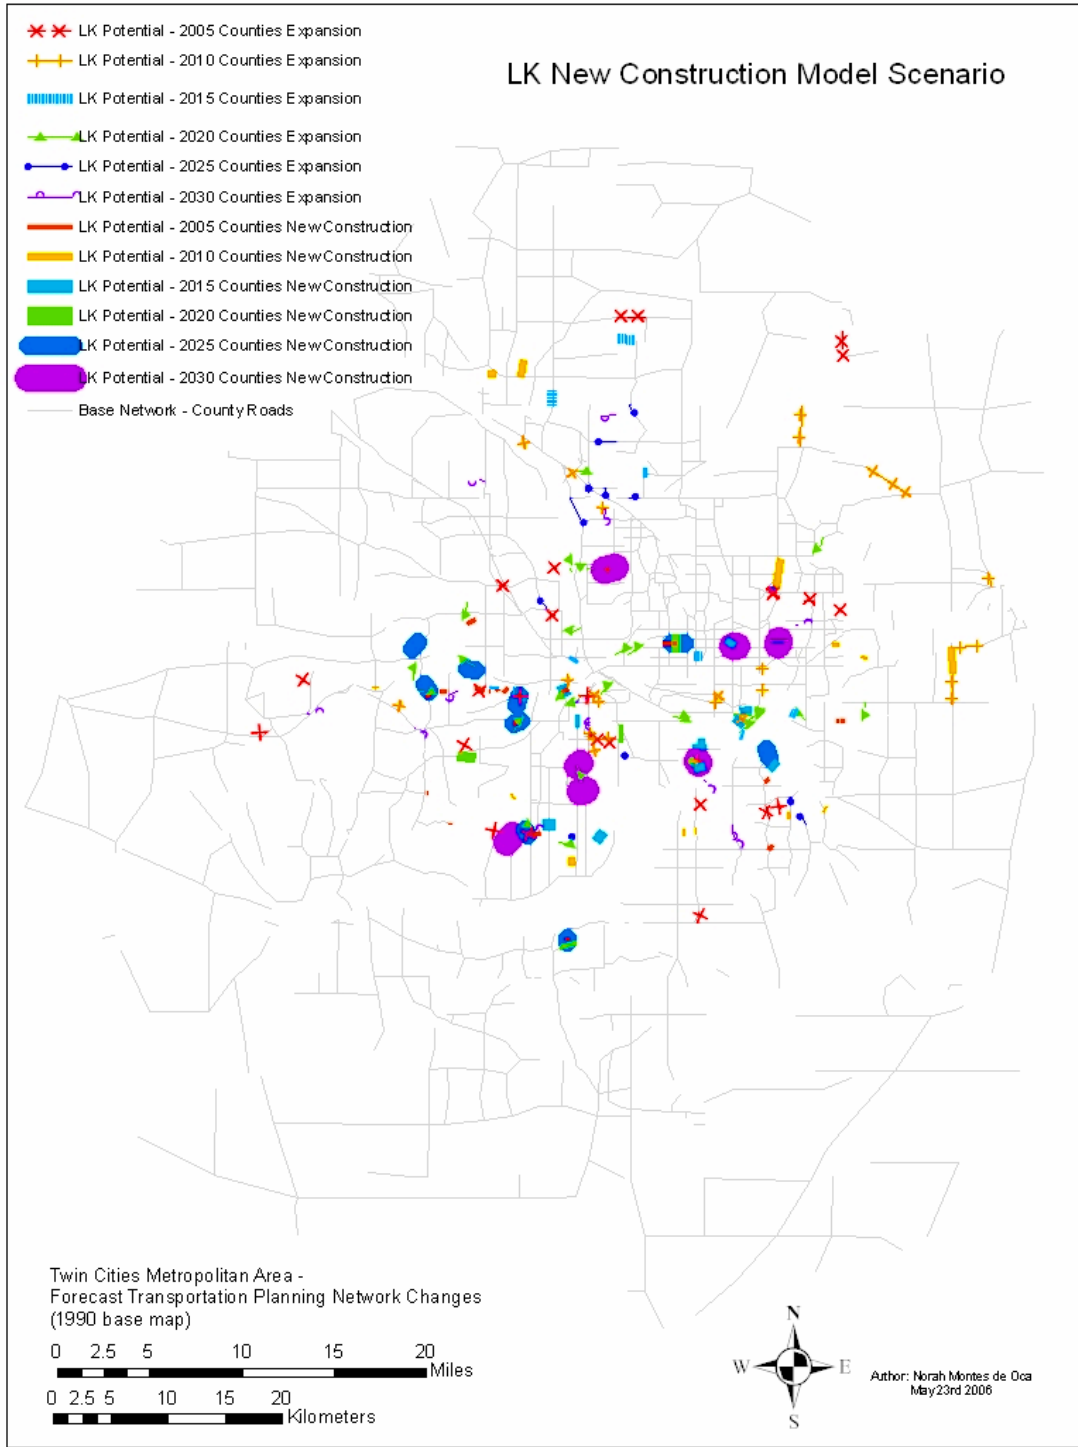 LK Potential - 2005 Counties Expansion
LK Potential - 2010 Counties Expansion
LK New Construction Model Scenario
LK Potential - 2015 Counties Expansion
LK Potential - 2020 Counties Expansion
LK Potential - 2025 Counties Expansion
LK Potential - 2030 Counties Expansion
LK Potential - 2005 Counties New Construction
LK Potential - 2010 Counties New Construction
LK Potential - 2015 Counties New Construction
LK Potential - 2020 Counties New Construction
LK Potential - 2025 Counties New Construction
LK Potential - 2030 Counties New Construction
Base Network - County Roads
Twin Cities Metropolitan Area -
Forecast Transportation Planning Network Changes
(1990 base map)
0 2.5 5 10 15 20
Miles
0 2.5 5 10 15 20
Kilometers
N
W E
S
Author: Norah Montes de Oca
May 23rd 2006